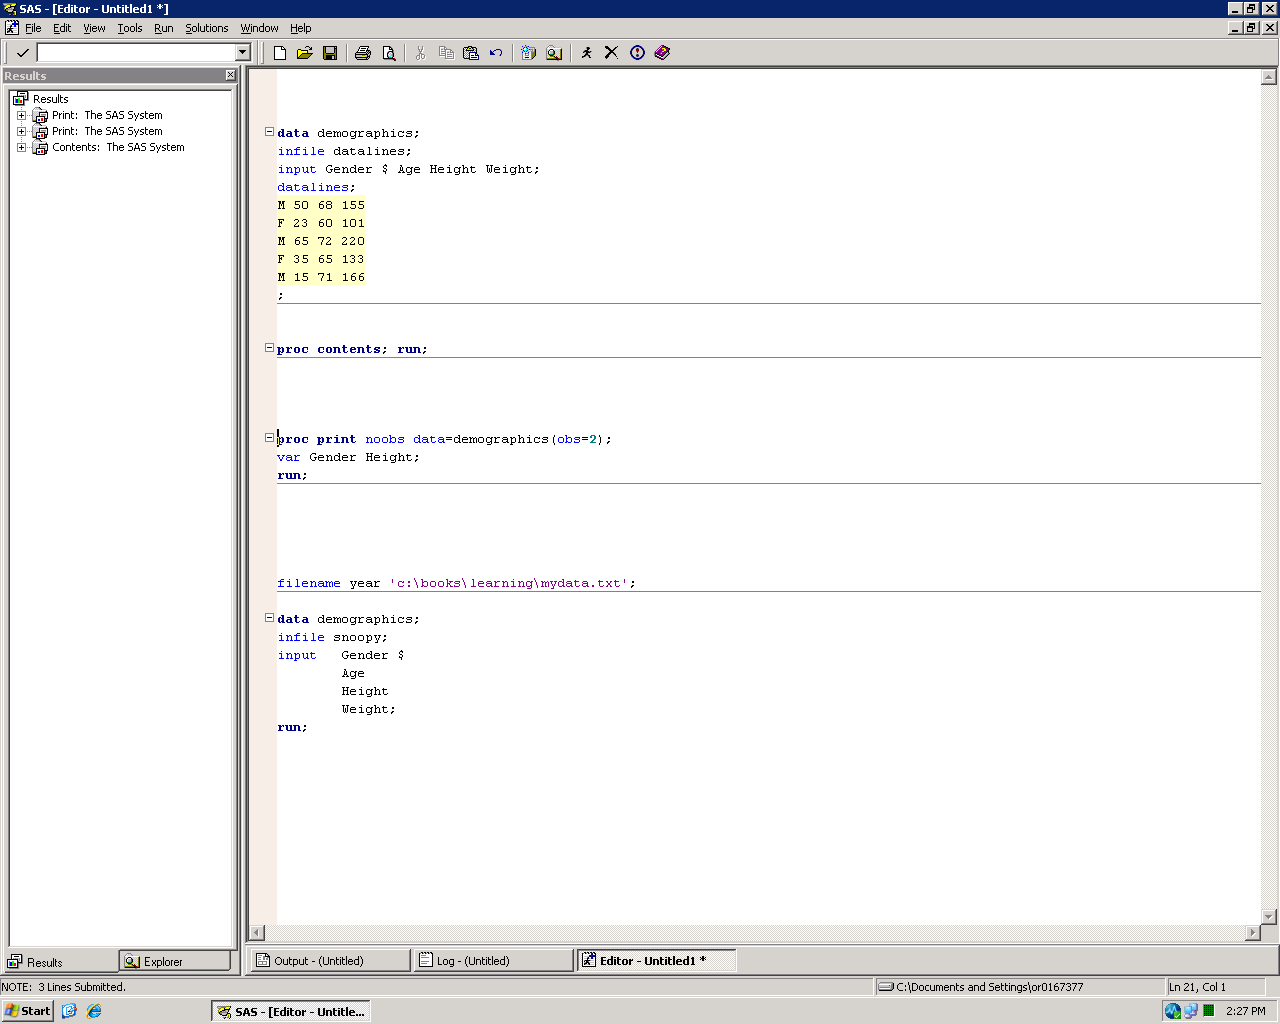 SAS - [Editor - Untitled1 *]
File Edit View Tools Run Solutions Window Help
Results
Results
Print: The SAS System
Print: The SAS System
Contents: The SAS System
data demographics;
infile datalines;
input Gender $ Age Height Weight;
datalines;
M 50 68 155
F 23 60 101
M 65 72 220
F 35 65 133
M 15 71 166
;
proc contents; run;
proc print noobs data=demographics(obs=2);
var Gender Height;
run;
filename year 'c:\books\learning\mydata.txt';
data demographics;
infile snoopy;
input Gender $
Age
Height
Weight;
run;
Results Explorer
Output - (Untitled) Log - (Untitled) Editor - Untitled1 *
NOTE: 3 Lines Submitted. C:\Documents and Settings\or0167377 Ln 21, Col 1
Start SAS - [Editor - Untitle... 2:27 PM